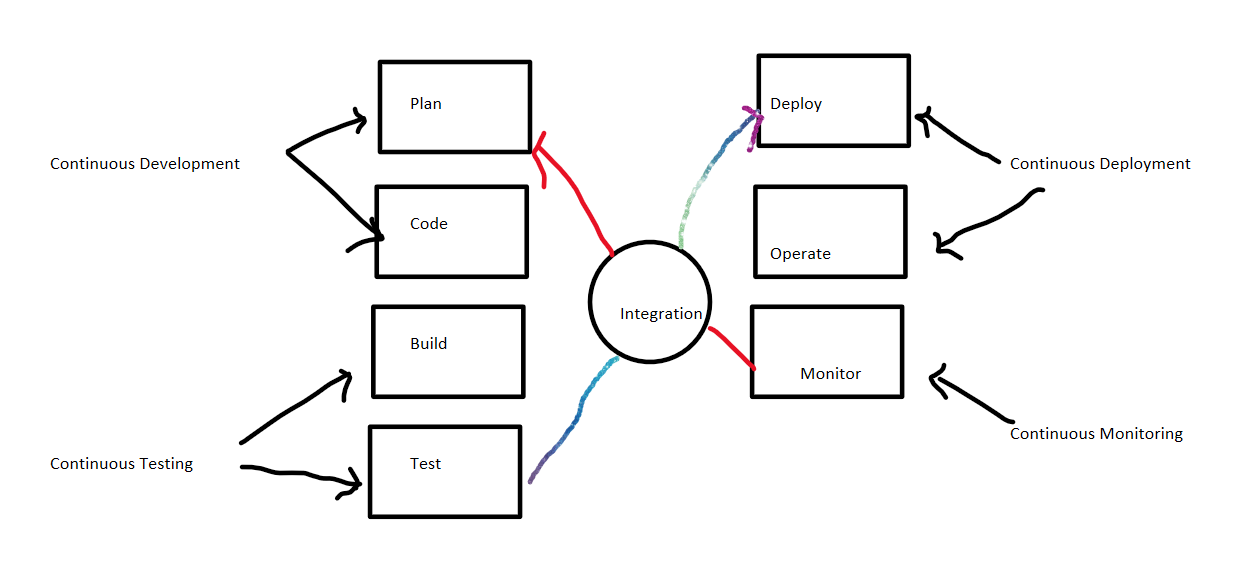 Plan
Deploy
Continuous Development
Continuous Deployment
Code
Operate
Integration
Build
Monitor
Continuous Monitoring
Continuous Testing
Test